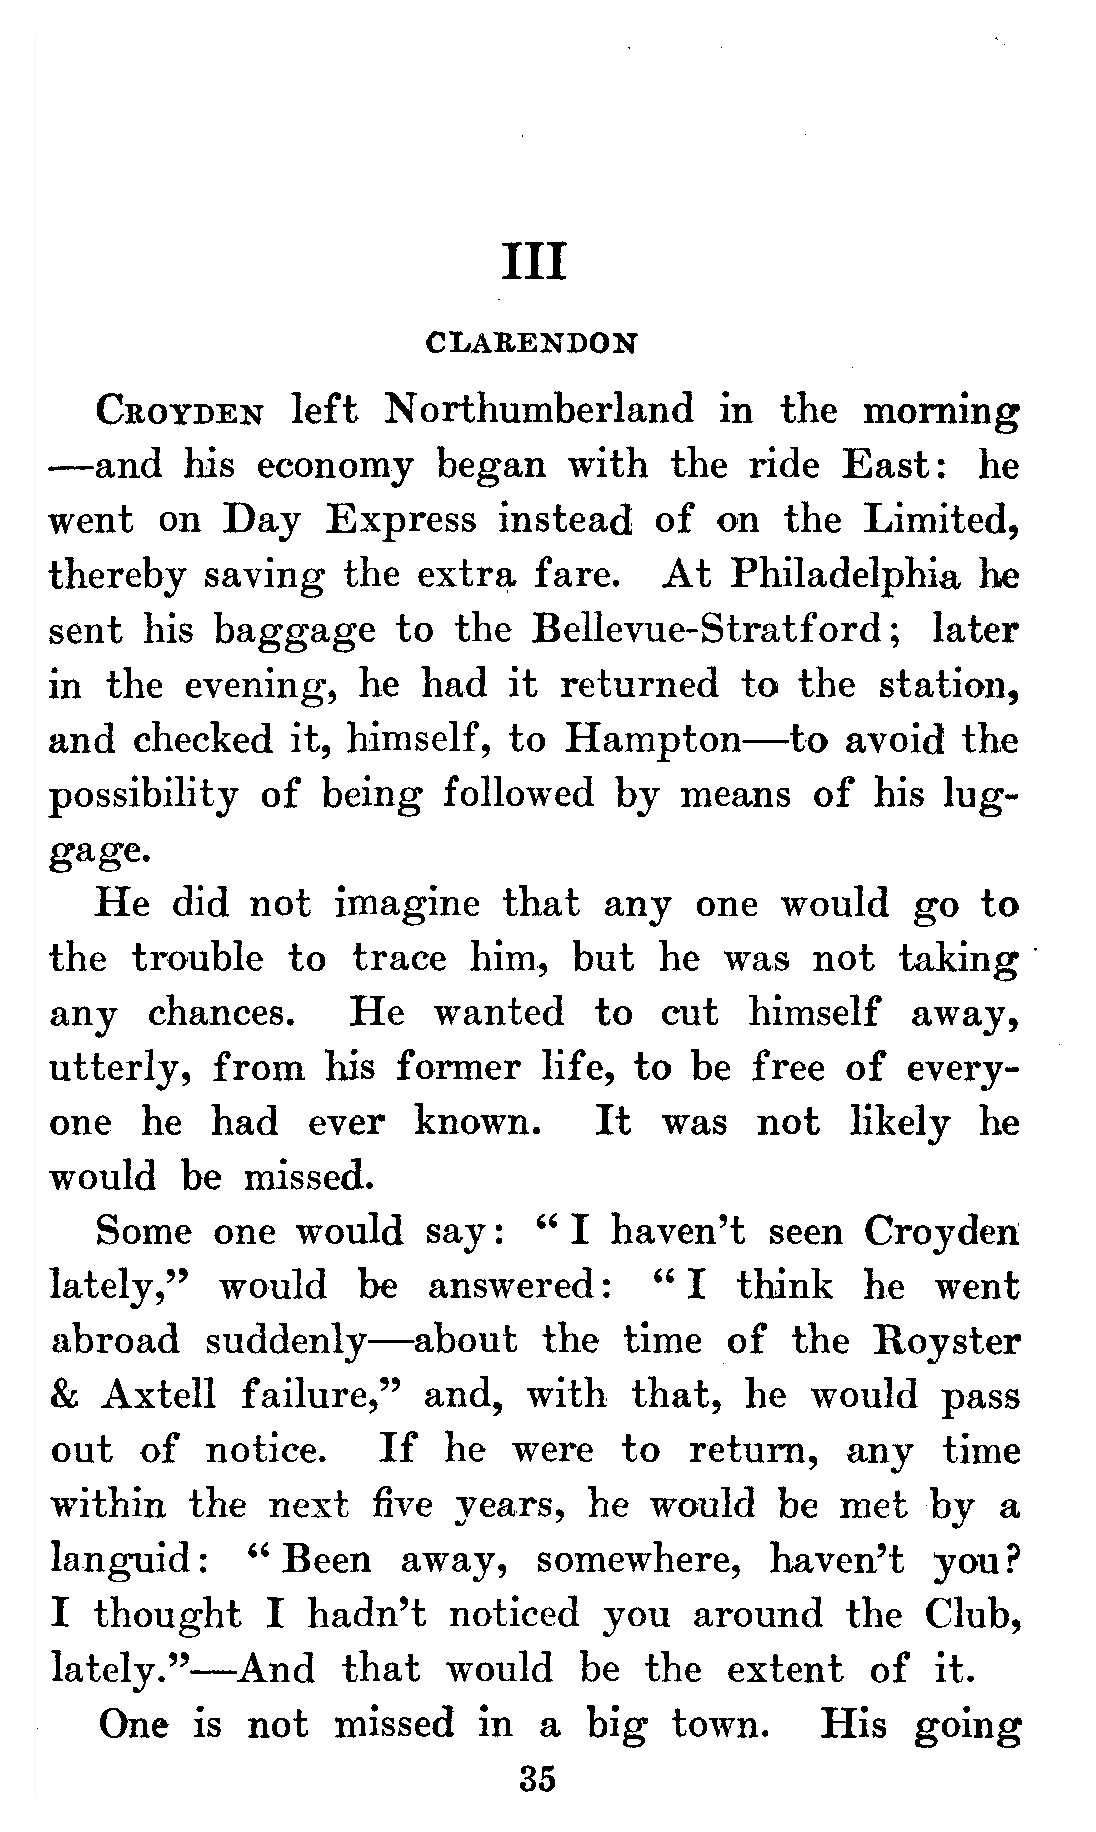 III
CLARENDON
CROYDEN left Northumberland in the morning
—and his economy began with the ride East: he
went on Day Express instead of on the Limited,
thereby saving the extra fare. At Philadelphia he
sent his baggage to the Bellevue-Stratford; later
in the evening, he had it returned to the station,
and checked it, himself, to Hampton—to avoid the
possibility of being followed by means of his lug-
gage.
He did not imagine that any one would go to
the trouble to trace him, but he was not taking
any chances. He wanted to cut himself away,
utterly, from his former life, to be free of every-
one he had ever known. It was not likely he
would be missed.
Some one would say: “I haven’t seen Croyden
lately,” would be answered: “I think he went
abroad suddenly—about the time of the Royster
& Axtell failure,” and, with that, he would pass
out of notice. If he were to return, any time
within the next five years, he would be met by a
languid: “Been away, somewhere, haven’t you?
I thought I hadn’t noticed you around the Club,
lately.”—And that would be the extent of it.
One is not missed in a big town. His going
35